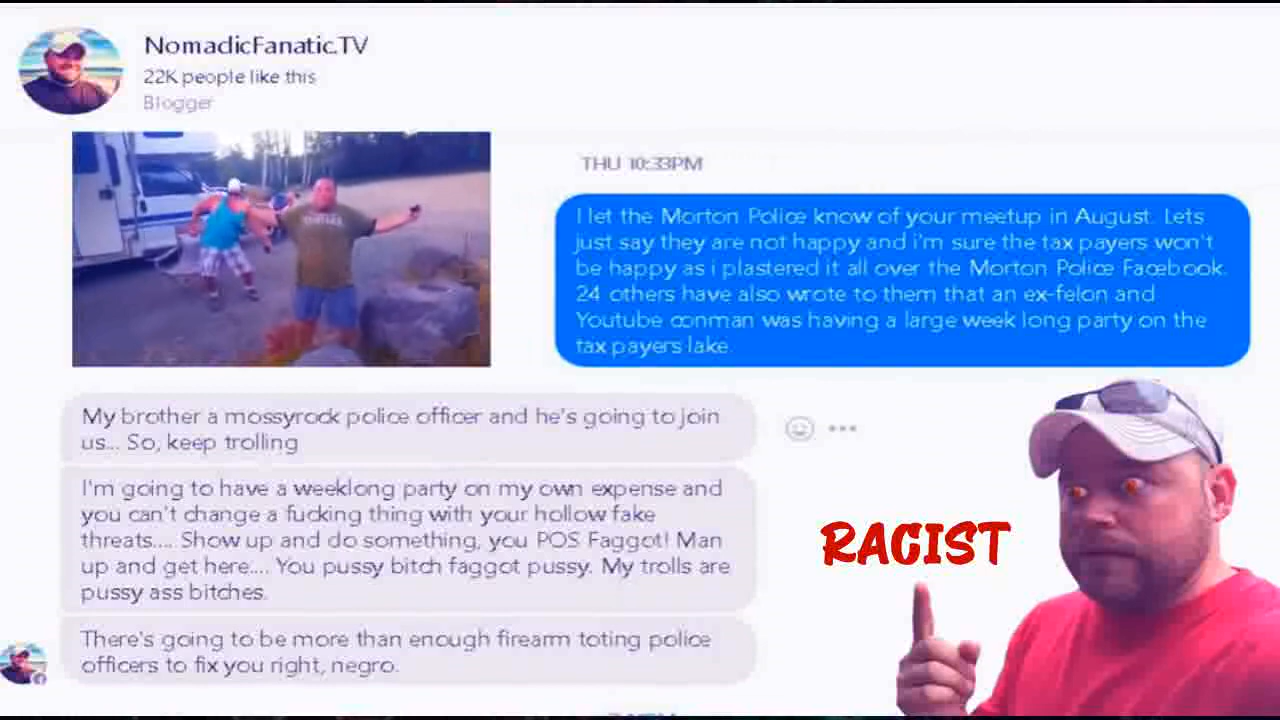 NomadicFanatic.TV
22K people like this
Blogger
THU 10:33PM
I let the Morton Police know of your meetup in August. Lets
just say they are not happy and i'm sure the tax payers won't
be happy as i plastered it all over the Morton Police Facebook.
24 others have also wrote to them that an ex-felon and
Youtube conman was having a large week long party on the
tax payers lake.
My brother a mossyrock police officer and he's going to join
us... So, keep trolling
I'm going to have a weeklong party on my own expense and
you can't change a fucking thing with your hollow fake
threats.... Show up and do something, you POS Faggot! Man
up and get here.... You pussy bitch faggot pussy. My trolls are
pussy ass bitches.
RACIST
There's going to be more than enough firearm toting police
officers to fix you right, negro.